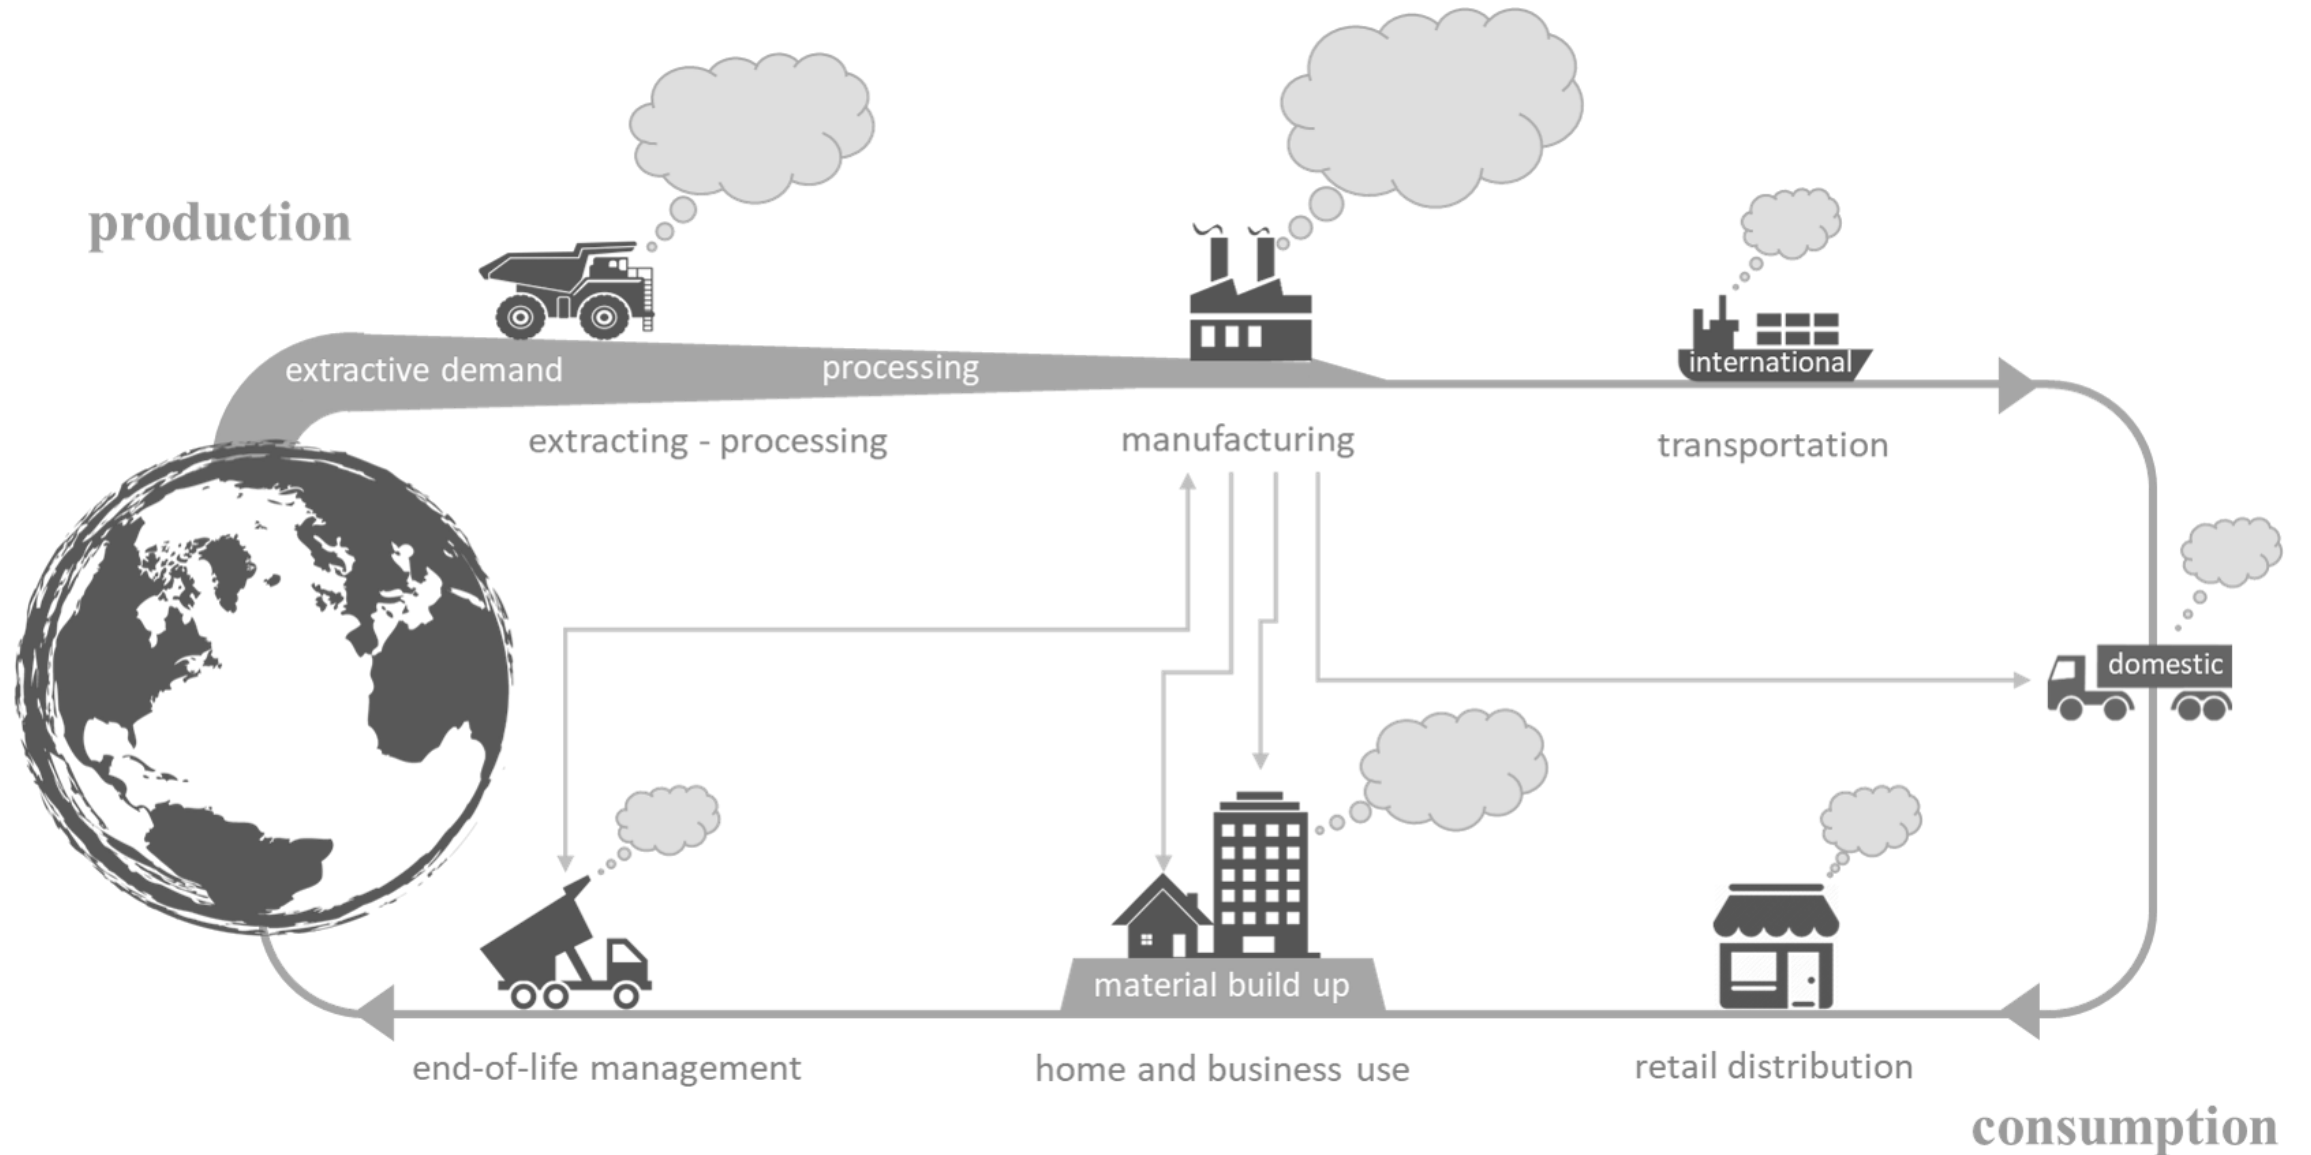 production
extractive demand
processing
international
extracting - processing
manufacturing
transportation
domestic
material build up
end-of-life management
home and business use
retail distribution
consumption